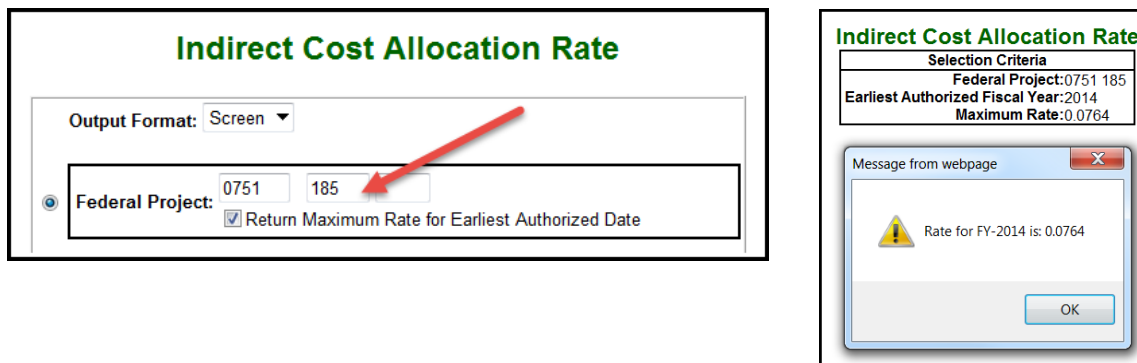 Indirect Cost Allocation Rate
Output Format: Screen
Federal Project: 0751 185
Return Maximum Rate for Earliest Authorized Date
Indirect Cost Allocation Rate
Selection Criteria
Federal Project:0751 185
Earliest Authorized Fiscal Year:2014
Maximum Rate:0.0764
Message from webpage
Rate for FY-2014 is: 0.0764
OK